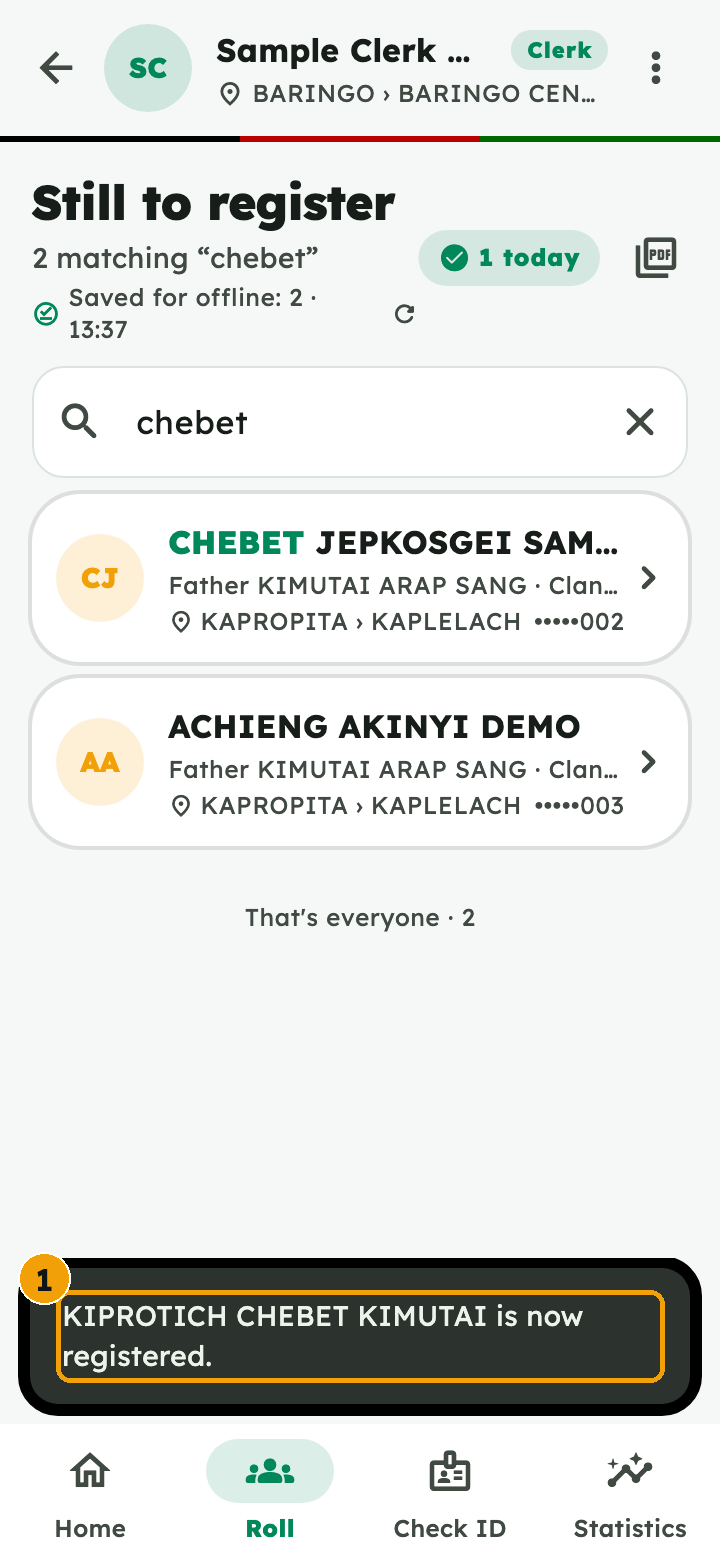 SC
Sample Clerk ...
Clerk
BARINGO › BARINGO CEN...
Still to register
2 matching “chebet”
1 today
PDF
Saved for offline: 2 ·
13:37
chebet
CJ
CHEBET JEPKOSGEI SAM...
Father KIMUTAI ARAP SANG · Clan...
KAPROPITA › KAPLELACH •••••002
AA
ACHIENG AKINYI DEMO
Father KIMUTAI ARAP SANG · Clan...
KAPROPITA › KAPLELACH •••••003
That's everyone · 2
1
KIPROTICH CHEBET KIMUTAI is now
registered.
Home
Roll
Check ID
Statistics